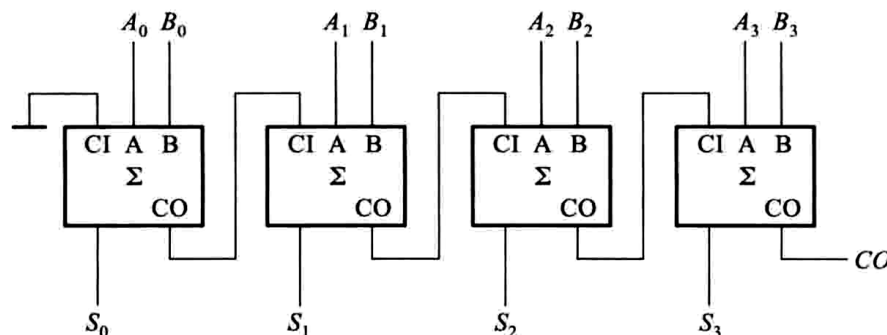 A0 B0 A1 B1 A2 B2 A3 B3
CI A B CI A B CI A B CI A B
Σ Σ Σ Σ
CO CO CO CO
CO
S0 S1 S2 S3